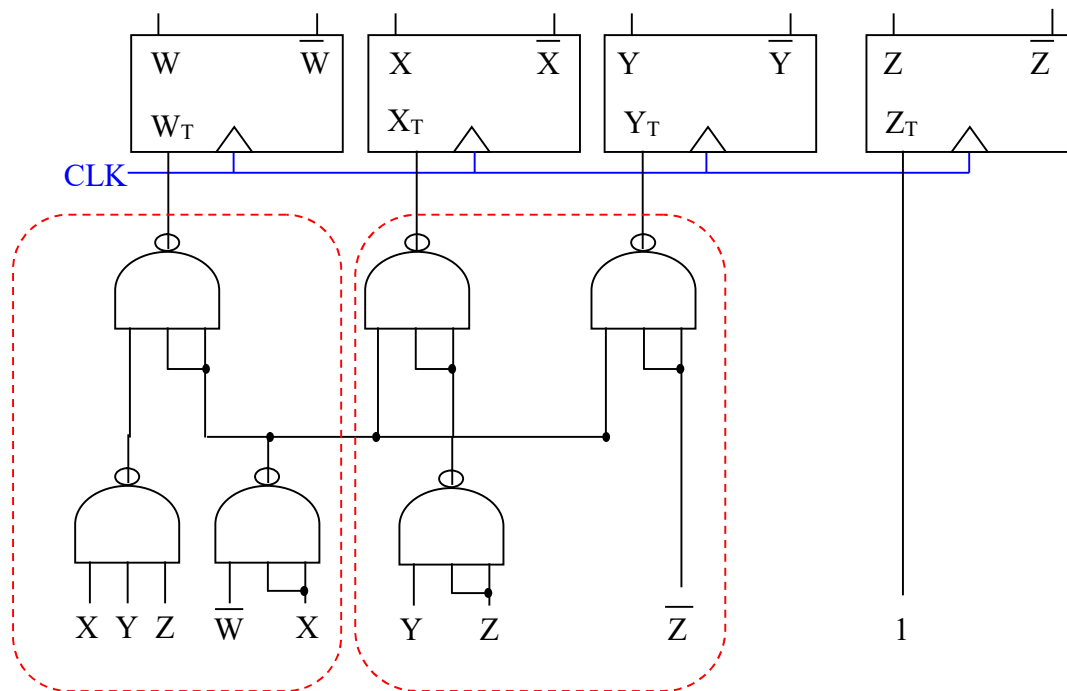 W W̅ X X̅ Y Y̅ Z Z̅
W_T X_T Y_T Z_T
CLK
X Y Z W̅ X Y Z Z̅ 1